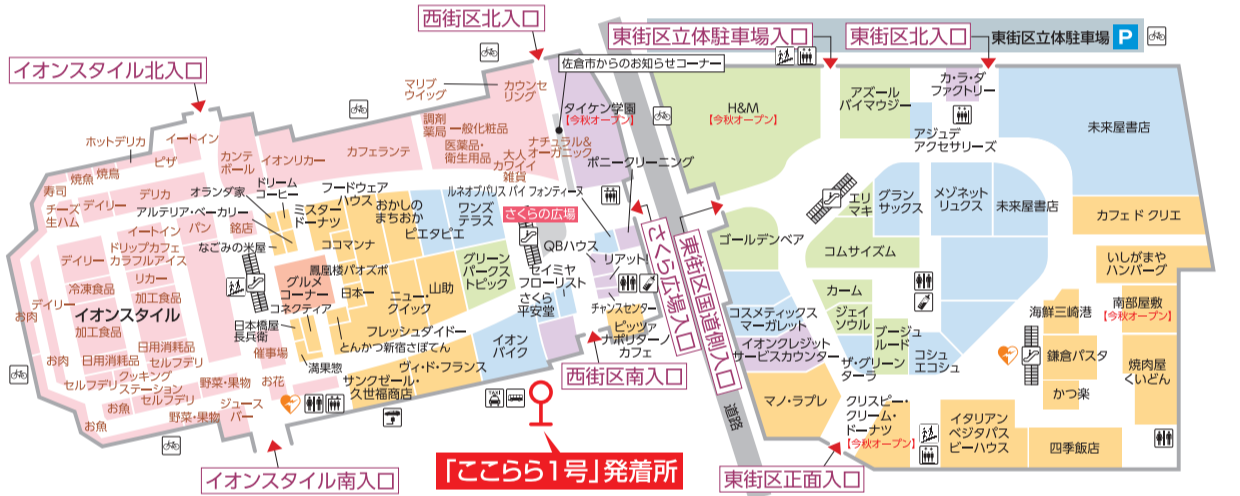 西街区北入口
イオンスタイル北入口
東街区立体駐車場入口
東街区北入口
東街区立体駐車場
P
佐倉市からのお知らせコーナー
マリブ
ウイッグ
カウンセ
リング
タイケン学園
【今秋オープン】
調剤
薬局
一般化粧品
医薬品・
衛生用品
ナチュラル&
オーガニック
大人
カワイイ
雑貨
ポニークリーニング
ルネオブパリス バイ フォンティーヌ
ホットデリカ
イートイン
ピザ
カンテ
ボール
イオンリカー
カフェランテ
寿司
焼魚
焼鳥
チーズ
生ハム
デイリー
デリカ
オランダ家
ドリーム
コーヒー
ミスター
ドーナツ
フードウェア
ハウス
おかしの
まちおか
ピエタピエ
ワンズ
テラス
さくらの広場
アルテリア・ベーカリー
イートイン
パン
銘店
ココマンナ
なごみの米屋
ドリップカフェ
カラフルアイス
デイリー
リカー
冷凍食品
加工食品
デイリー
お肉
イオンスタイル
加工食品
グルメ
コーナー
鳳凰楼パオズボ
日本一
コネクティア
ニュー・
クイック
山助
グリーン
パークス
トピック
QBハウス
リアット!
セイミヤ
フローリスト
さくら
平安堂
チャンスセンター
ピッツァ
ナポリターノ
カフェ
日本橋屋
長兵衛
フレッシュダイドー
とんかつ新宿さぼてん
満果惣
ヴィ・ド・フランス
サンクゼール・
久世福商店
イオン
バイク
催事場
お花
お肉
日用消耗品
日用消耗品
セルフデリ
クッキング
ステーション
セルフデリ
セルフデリ
お魚
お魚
野菜・果物
野菜・果物
ジュース
バー
TAXI
イオンスタイル南入口
「ここらら1号」発着所
西街区南入口
さくら広場入口
東街区国道側入口
道路
H&M
【今秋オープン】
アズール
バイマウジー
カ・ラ・ダ
ファクトリー
アジュデ
アクセサリーズ
未来屋書店
エリ
マキ
グラン
サックス
メゾネット
リュクス
未来屋書店
カフェ ド クリエ
ゴールデンベア
コムサイズム
いしがまや
ハンバーグ
カーム
ジェイ
ソウル
ブージュ
ルード
コスメティクス
マーガレット
イオンクレジット
サービスカウンター
ザ・グリーン
ターラ
コシュ
エコシュ
海鮮三崎港
南部屋敷
【今秋オープン】
鎌倉パスタ
かつ楽
焼肉屋
くいどん
マノ・ラプレ
クリスピー・
クリーム・
ドーナツ
【今秋オープン】
イタリアン
ベジタパス
ビーハウス
四季飯店
東街区正面入口